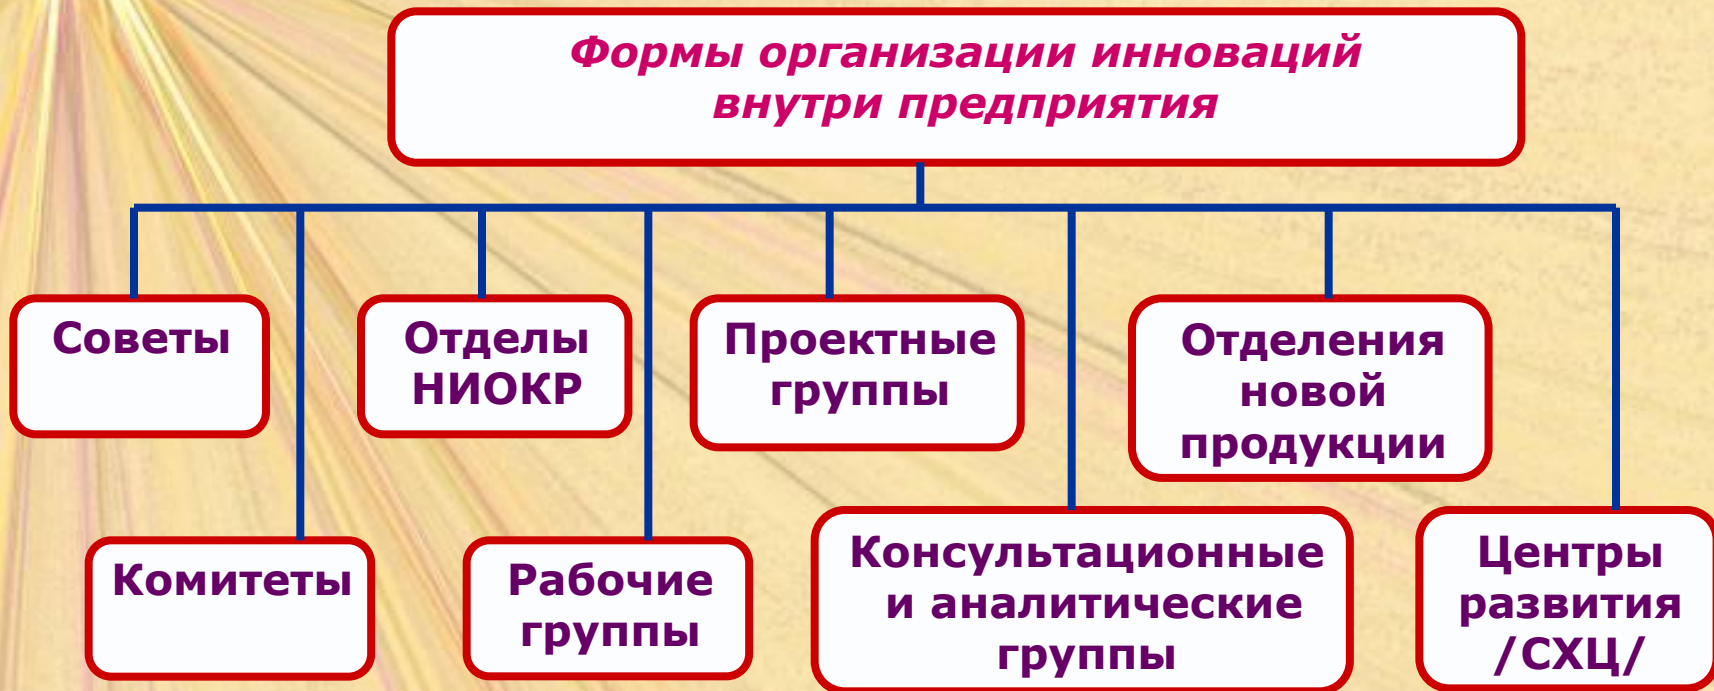 Формы организации инноваций
внутри предприятия
Советы
Отделы
НИОКР
Проектные
группы
Отделения
новой
продукции
Комитеты
Рабочие
группы
Консультационные
и аналитические
группы
Центры
развития
/СХЦ/